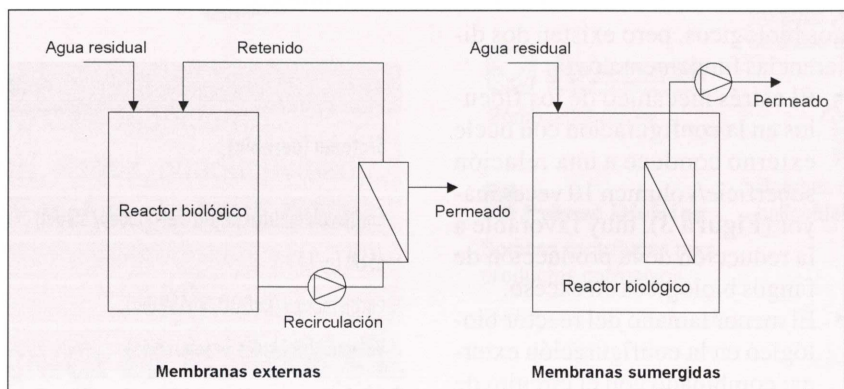 Agua residual
Retenido
Reactor biológico
Permeado
Recirculación
Membranas externas
Agua residual
Permeado
Reactor biológico
Membranas sumergidas